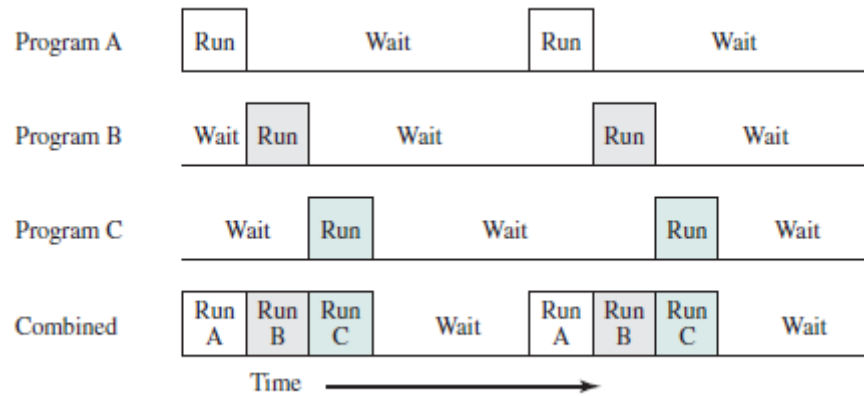 Program A Run Wait Run Wait
Program B Wait Run Wait Run Wait
Program C Wait Run Wait Run Wait
Combined Run A Run B Run C Wait Run A Run B Run C Wait
Time